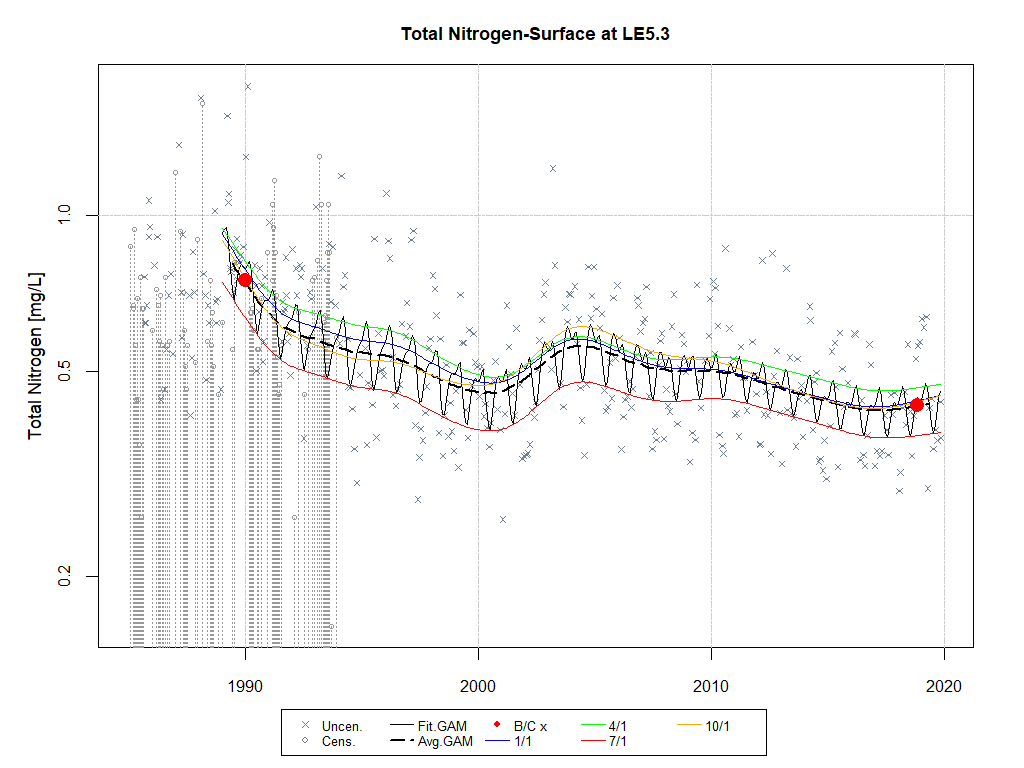 Total Nitrogen-Surface at LE5.3
Total Nitrogen [mg/L]
1.0
0.5
0.2
1990 2000 2010 2020
Uncen. Fit.GAM B/C x 4/1 10/1
Cens. Avg.GAM 1/1 7/1